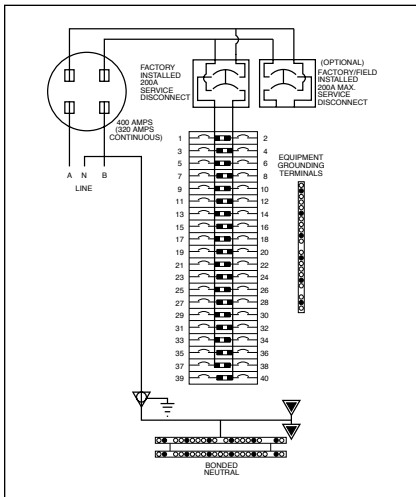 FACTORY
INSTALLED
200A
SERVICE
DISCONNECT
(OPTIONAL)
FACTORY/FIELD
INSTALLED
200A MAX.
SERVICE
DISCONNECT
400 AMPS
(320 AMPS
CONTINUOUS)
A N B
LINE
EQUIPMENT
GROUNDING
TERMINALS
1 2
3 4
5 6
7 8
9 10
11 12
13 14
15 16
17 18
19 20
21 22
23 24
25 26
27 28
29 30
31 32
33 34
35 36
37 38
39 40
BONDED
NEUTRAL